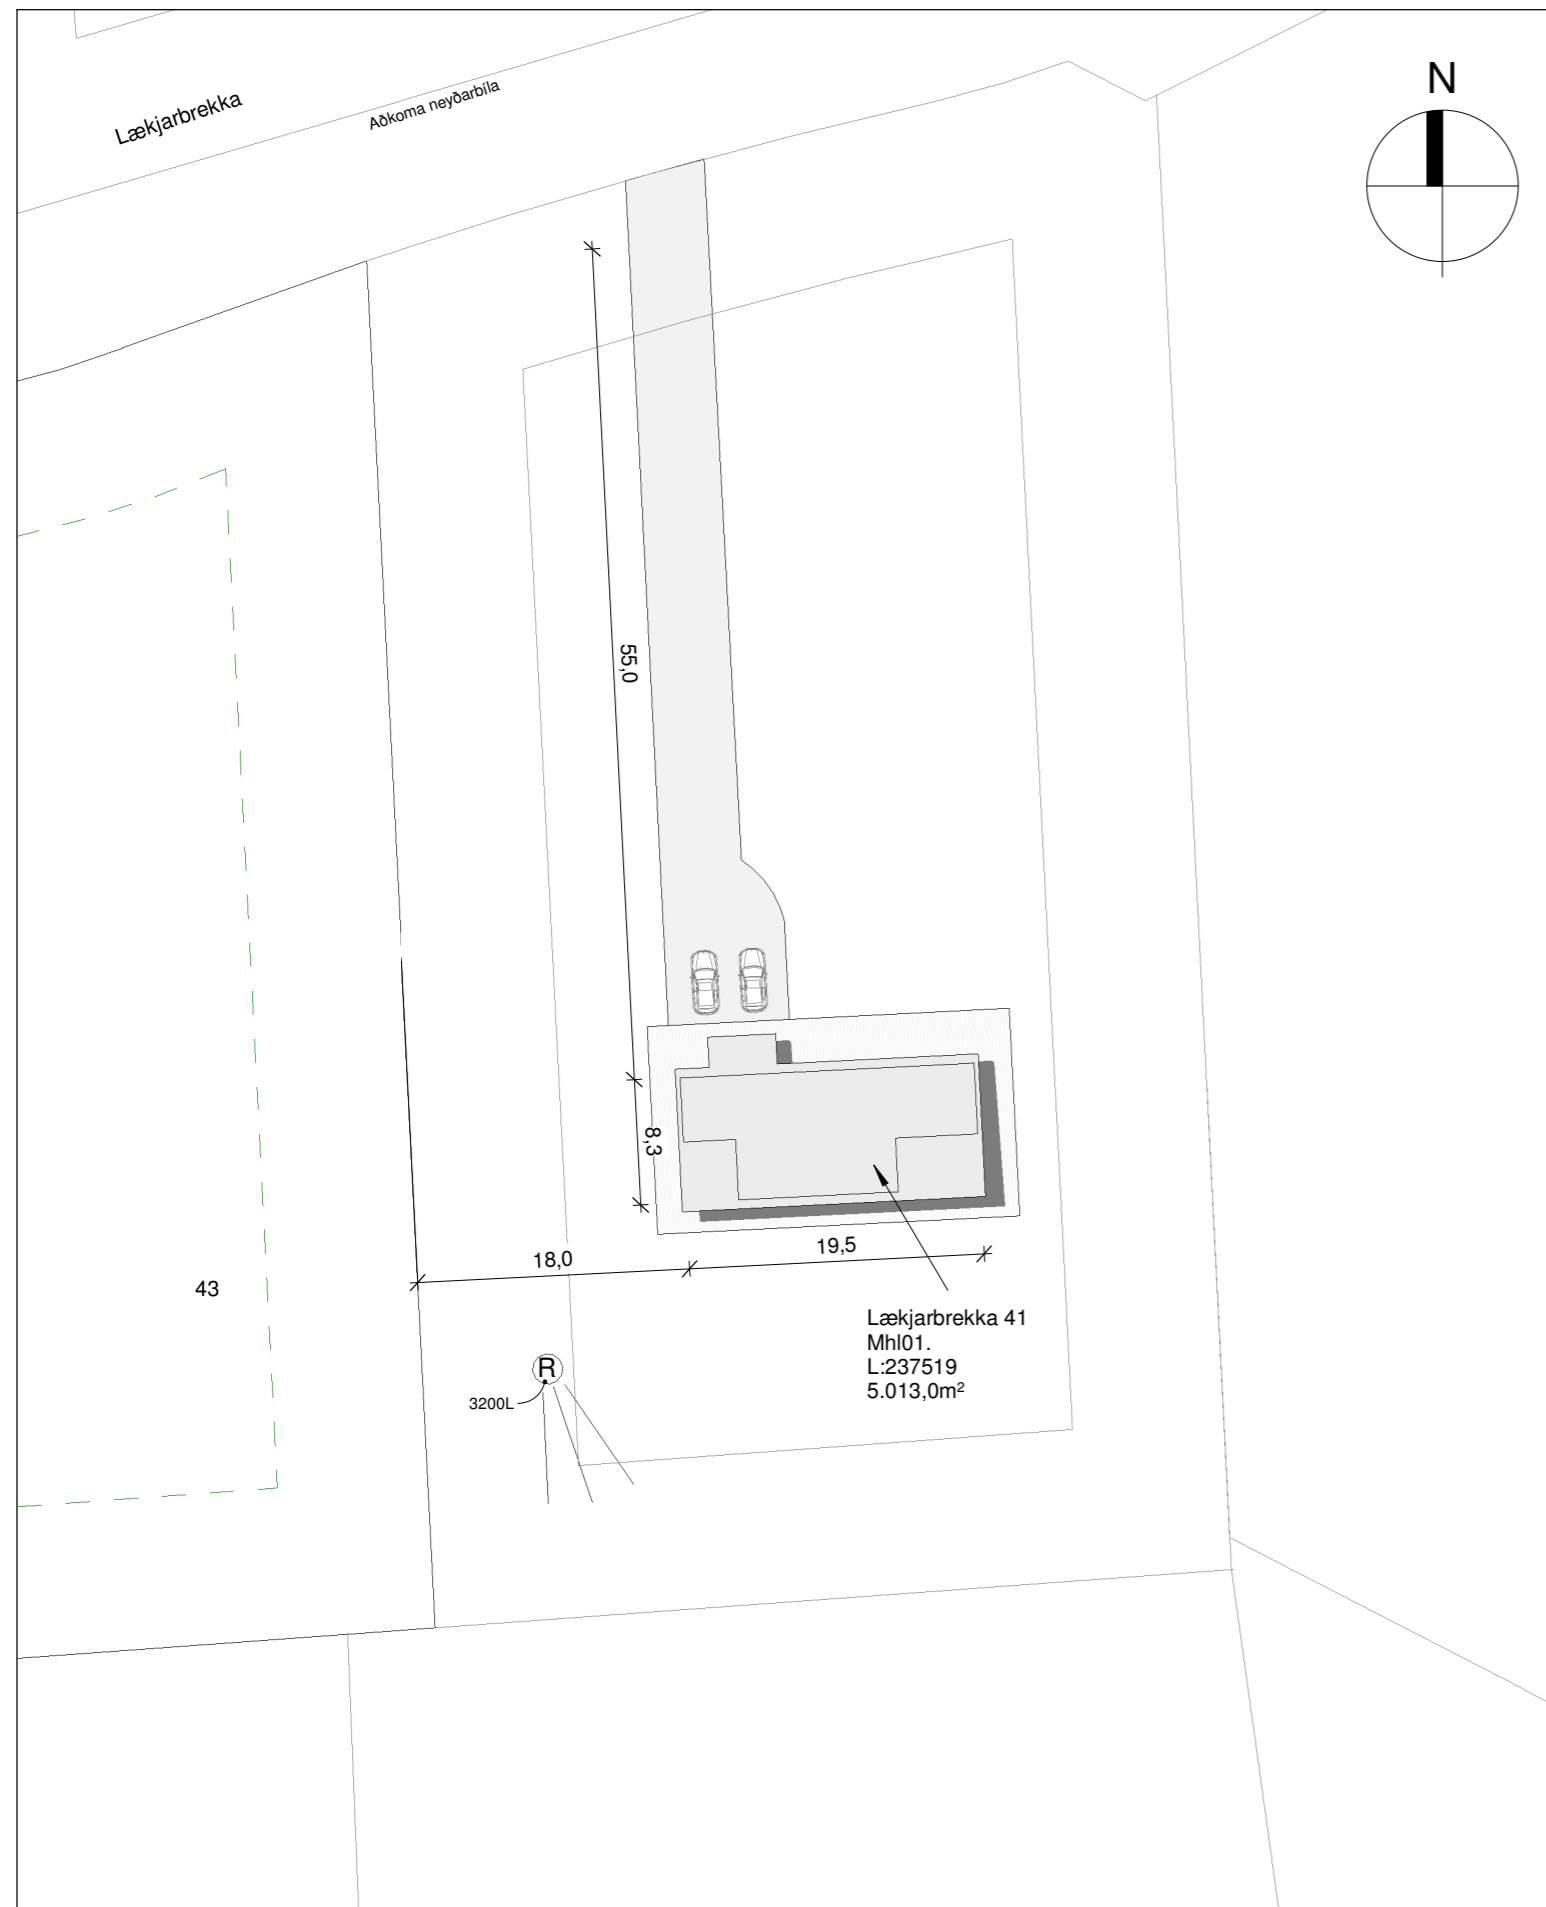 N
Lækjarbrekka
Aðkoma neyðarbíla
55,0
8,3
18,0
19,5
43
Lækjarbrekka 41
Mhl01.
L:237519
5.013,0m²
R
3200L